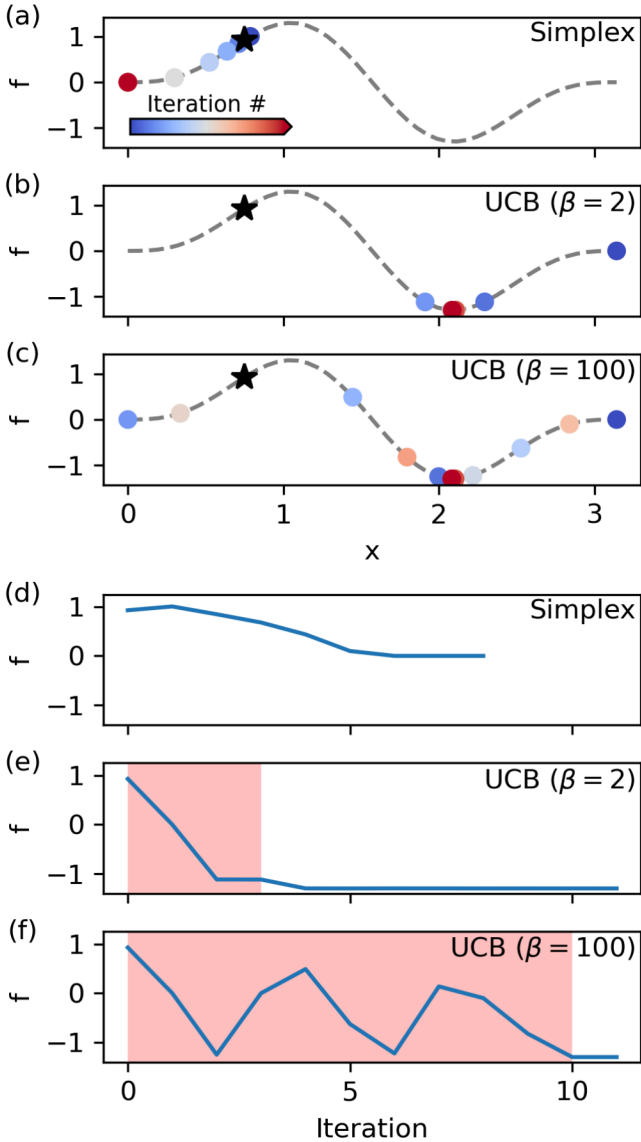 (a)
Simplex
f
1
0
−1
Iteration #
(b)
UCB (β = 2)
f
1
0
−1
(c)
UCB (β = 100)
f
1
0
−1
0 1 2 3
x
(d)
Simplex
f
1
0
−1
(e)
UCB (β = 2)
f
1
0
−1
(f)
UCB (β = 100)
f
1
0
−1
0 5 10
Iteration